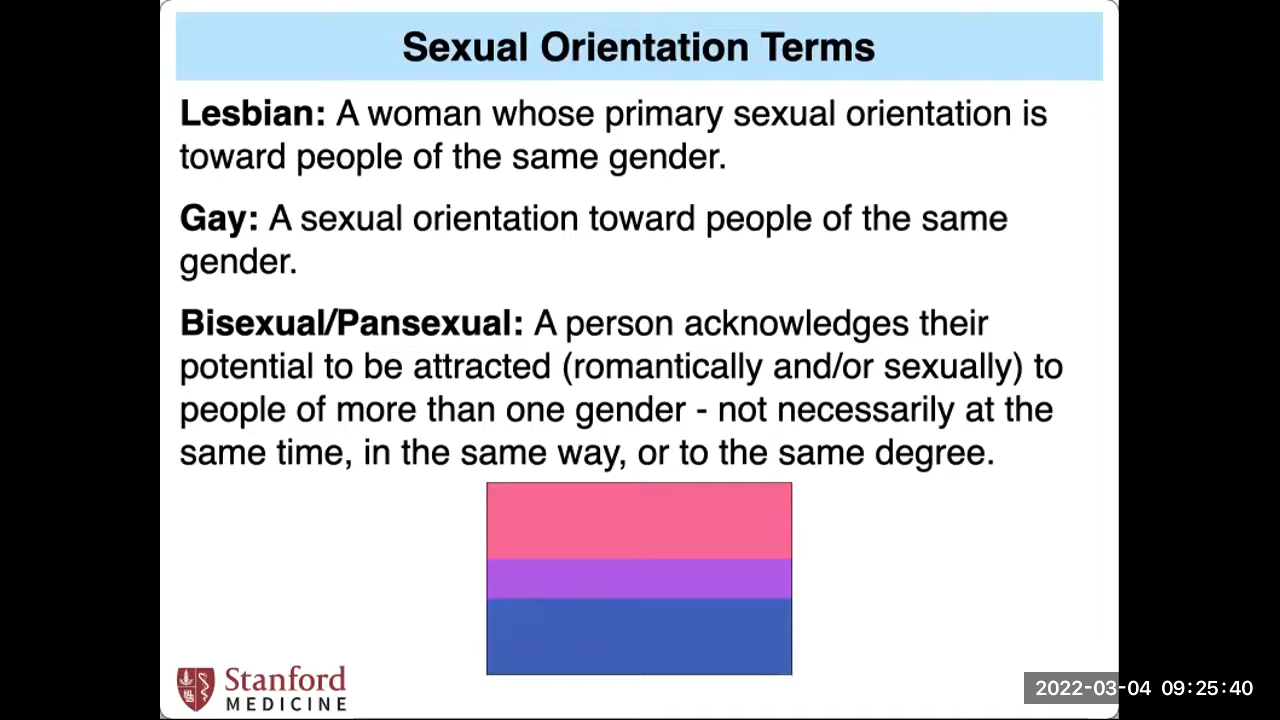 Sexual Orientation Terms
Lesbian: A woman whose primary sexual orientation is
toward people of the same gender.
Gay: A sexual orientation toward people of the same
gender.
Bisexual/Pansexual: A person acknowledges their
potential to be attracted (romantically and/or sexually) to
people of more than one gender - not necessarily at the
same time, in the same way, or to the same degree.
Stanford
MEDICINE
2022-03-04 09:25:40